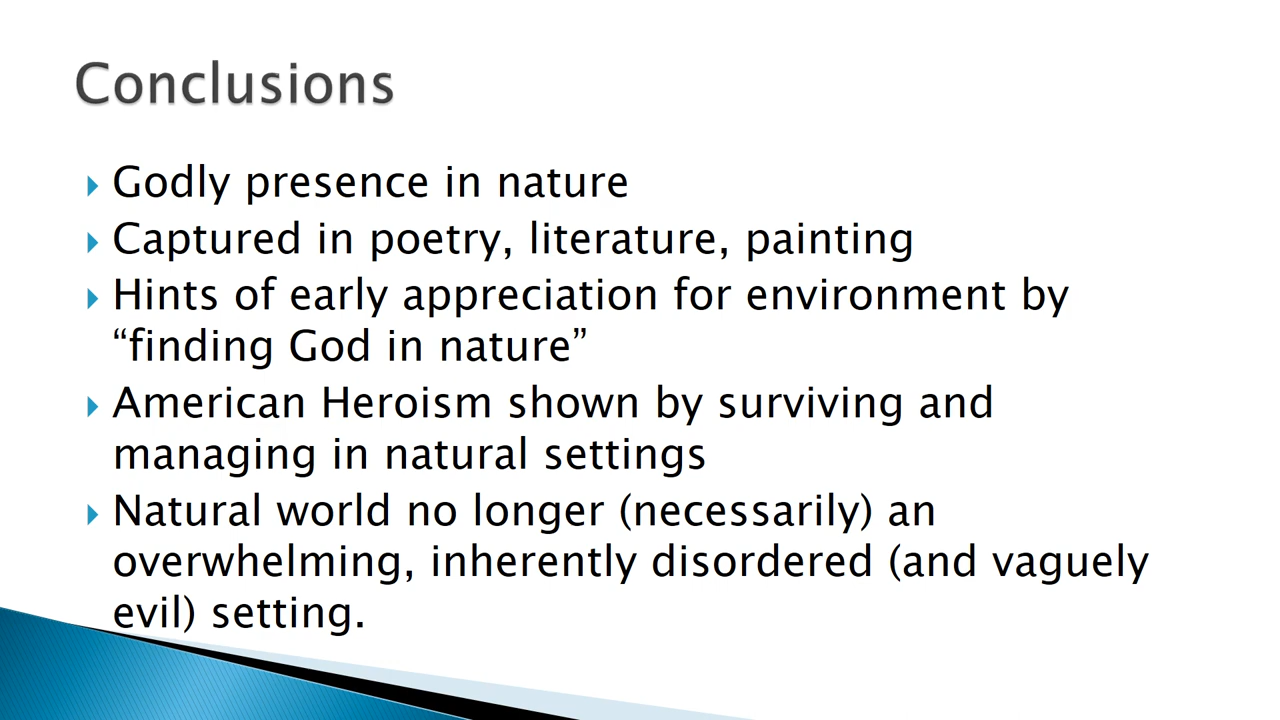 Conclusions
Godly presence in nature
Captured in poetry, literature, painting
Hints of early appreciation for environment by
“finding God in nature”
American Heroism shown by surviving and
managing in natural settings
Natural world no longer (necessarily) an
overwhelming, inherently disordered (and vaguely
evil) setting.